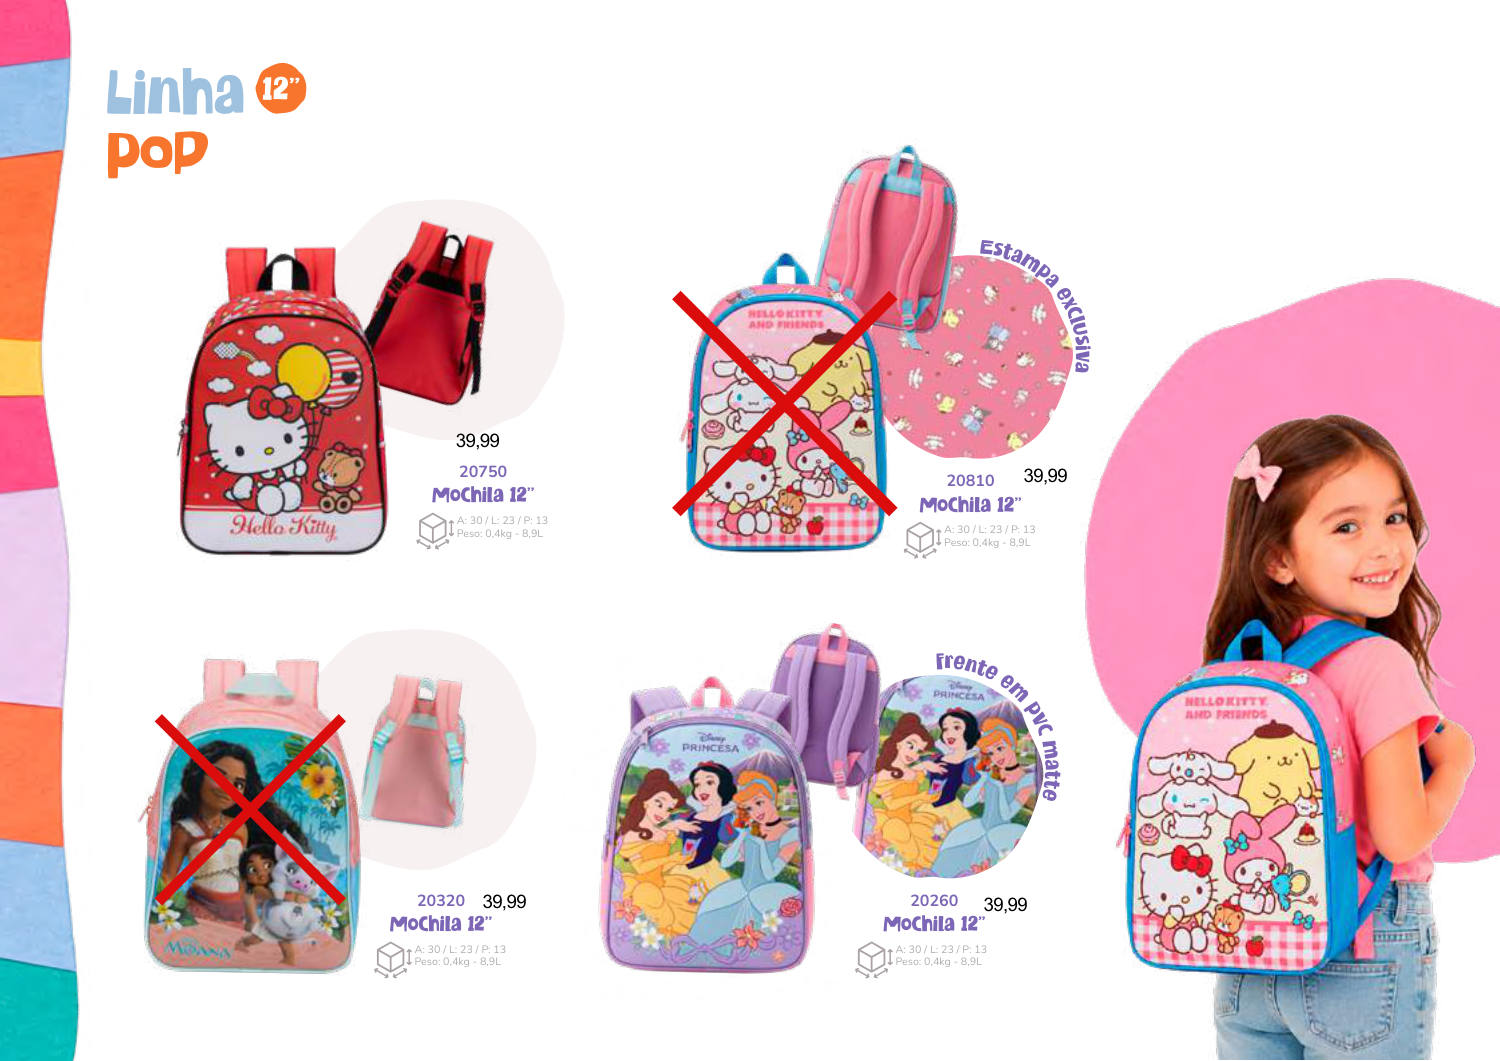 Linha 12”
pop
Hello Kitty
39,99
20750
Mochila 12”
A: 30 / L: 23 / P: 13
Peso: 0,4kg - 8,9L
HELLO KITTY
AND FRIENDS
Estampa exclusiva
20810 39,99
Mochila 12”
A: 30 / L: 23 / P: 13
Peso: 0,4kg - 8,9L
MOANA
20320 39,99
Mochila 12”
A: 30 / L: 23 / P: 13
Peso: 0,4kg - 8,9L
Disney
PRINCESA
Disney
PRINCESA
Frente em pvc matte
20260 39,99
Mochila 12”
A: 30 / L: 23 / P: 13
Peso: 0,4kg - 8,9L
HELLO KITTY
AND FRIENDS